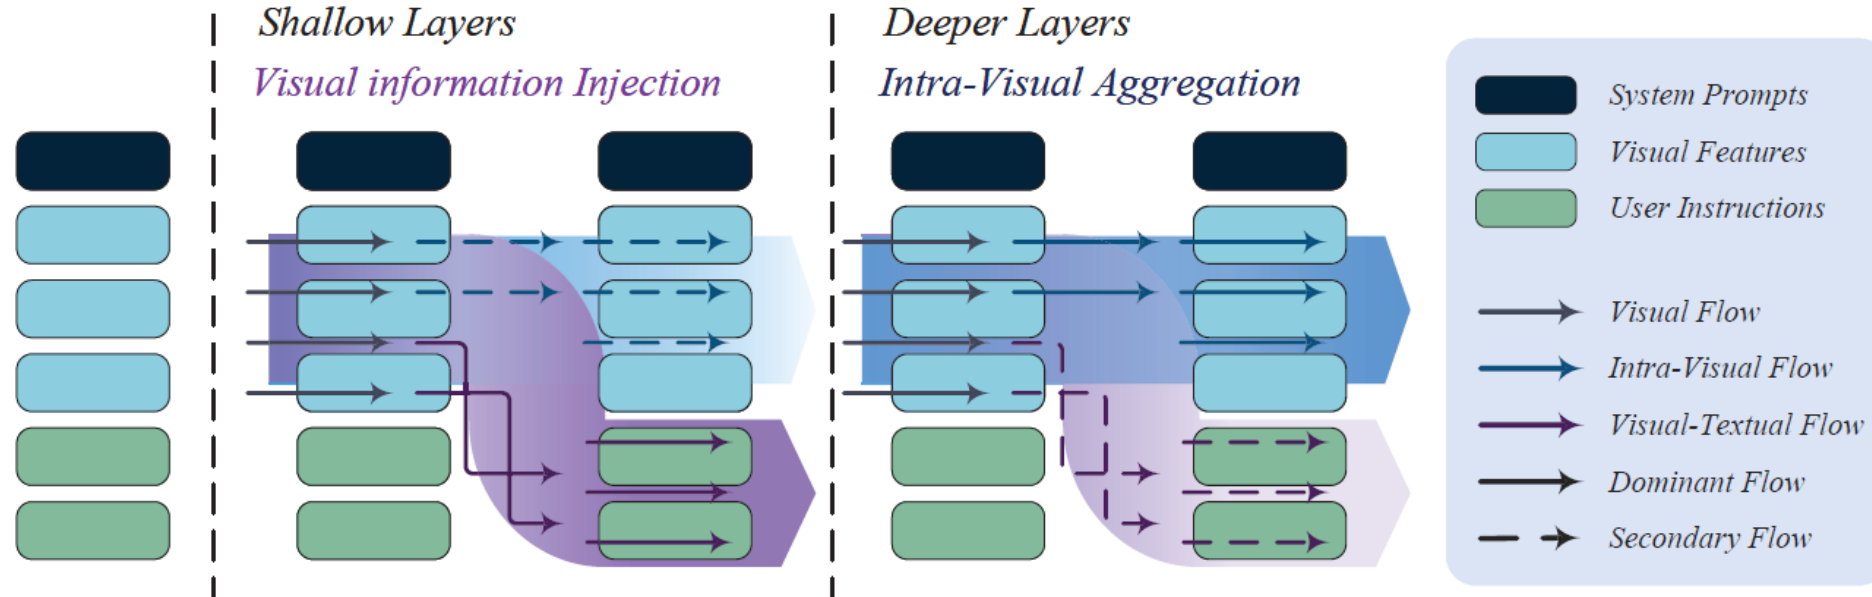 Shallow Layers
Visual information Injection
Deeper Layers
Intra-Visual Aggregation
System Prompts
Visual Features
User Instructions
Visual Flow
Intra-Visual Flow
Visual-Textual Flow
Dominant Flow
Secondary Flow